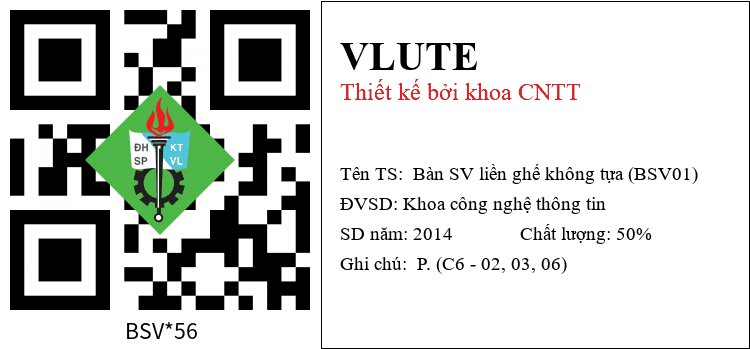 ĐH KT
SP VL
BSV*56
VLUTE
Thiết kế bởi khoa CNTT
Tên TS: Bàn SV liền ghế không tựa (BSV01)
ĐVSD: Khoa công nghệ thông tin
SD năm: 2014 Chất lượng: 50%
Ghi chú: P. (C6 - 02, 03, 06)